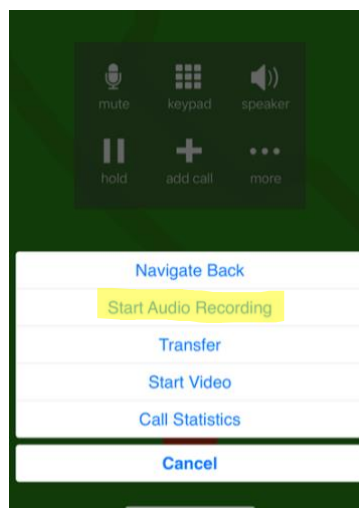 mute keypad speaker
hold add call more
Navigate Back
Start Audio Recording
Transfer
Start Video
Call Statistics
Cancel